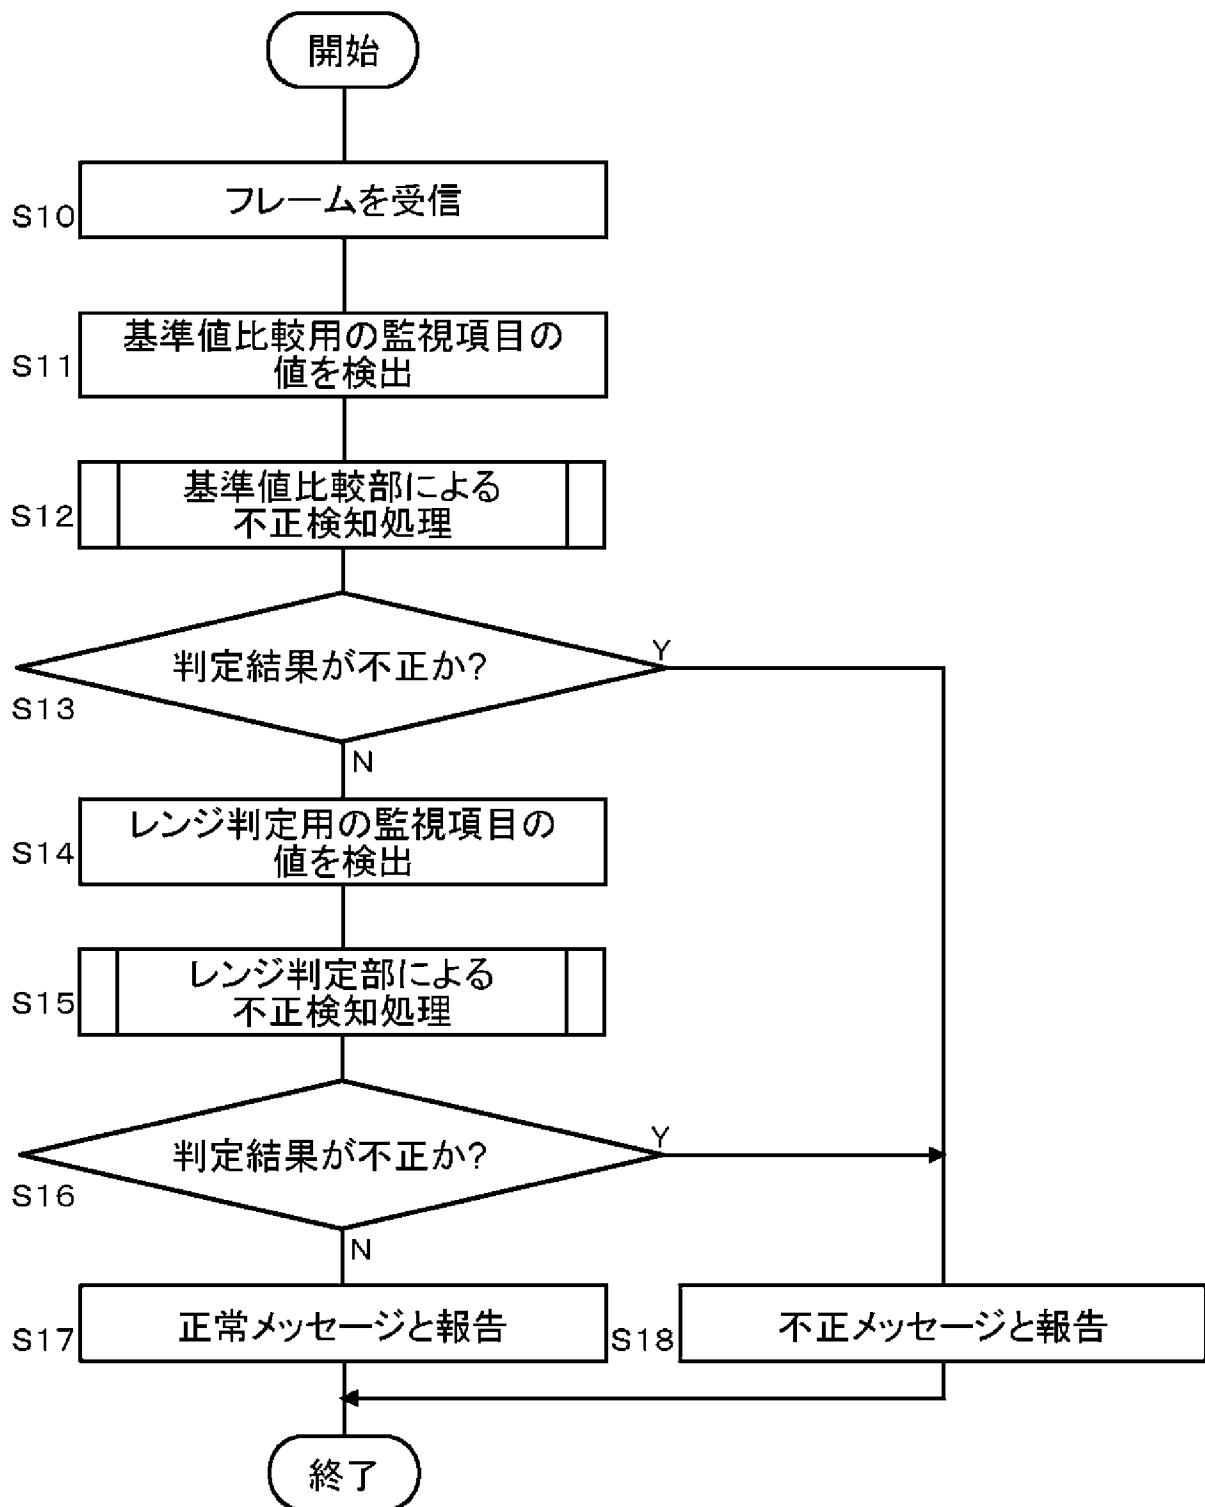 開始
フレームを受信
S10
基準値比較用の監視項目の
値を検出
S11
基準値比較部による
不正検知処理
S12
判定結果が不正か?
Y
S13
N
レンジ判定用の監視項目の
値を検出
S14
レンジ判定部による
不正検知処理
S15
判定結果が不正か?
Y
S16
N
正常メッセージと報告
S17
不正メッセージと報告
S18
終了